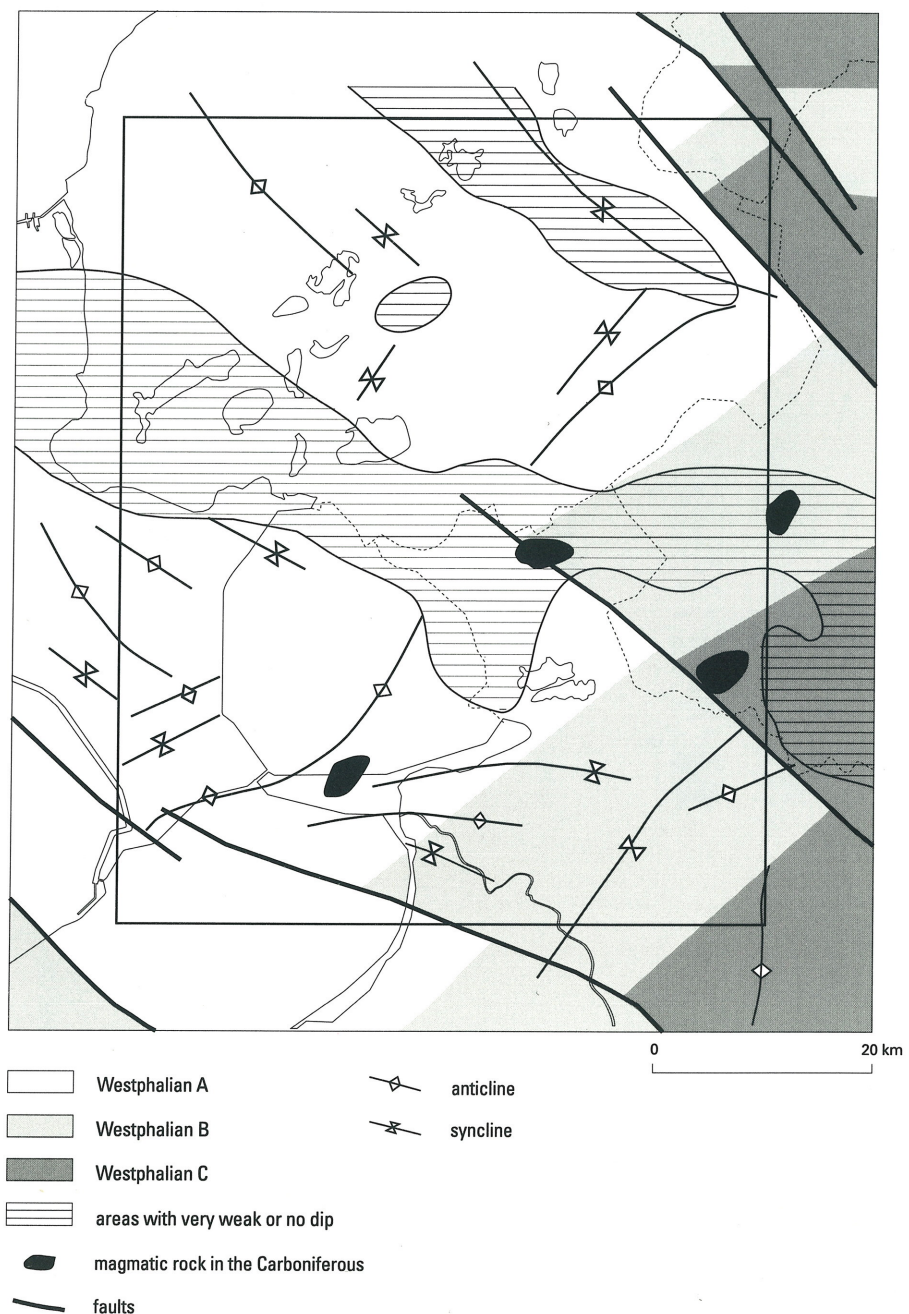 0
20 km
Westphalian A
Westphalian B
Westphalian C
areas with very weak or no dip
magmatic rock in the Carboniferous
faults
anticline
syncline